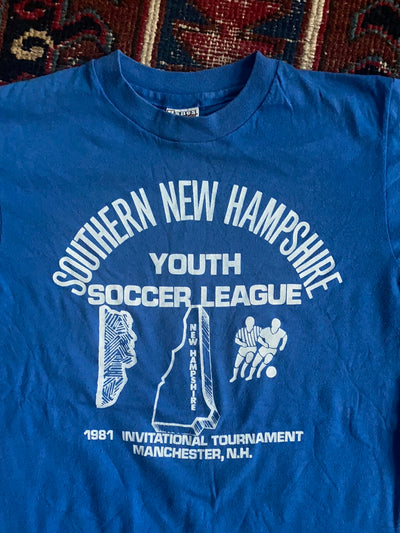 SOUTHERN NEW HAMPSHIRE
YOUTH
SOCCER LEAGUE
NEW HAMPSHIRE
1981 INVITATIONAL TOURNAMENT
MANCHESTER, N.H.